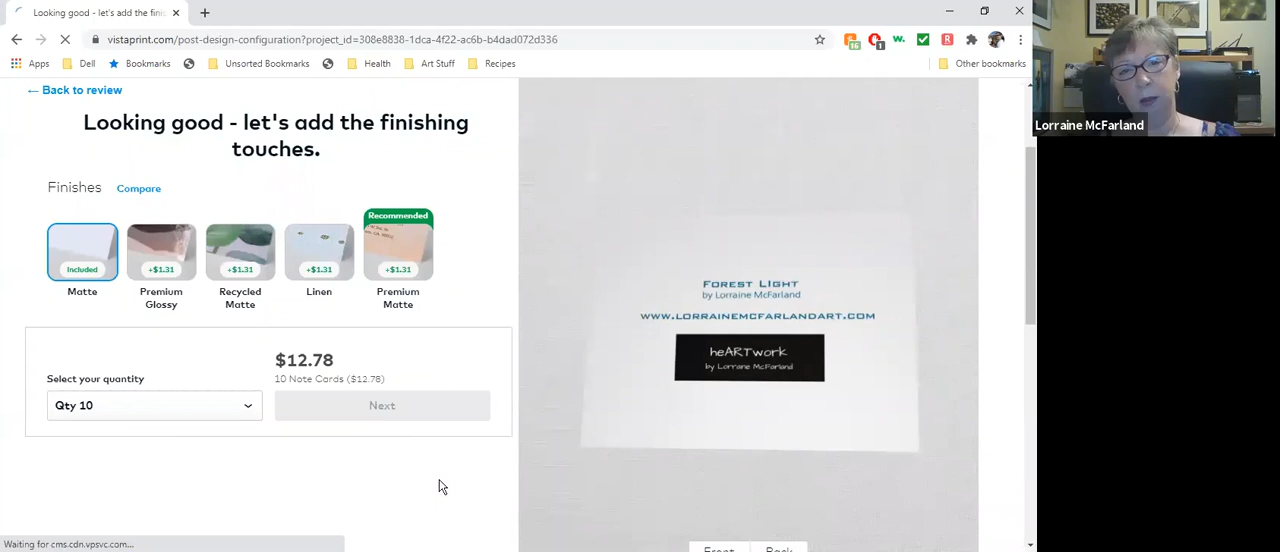 Looking good - let's add the finis
vistaprint.com/post-design-configuration?project_id=308e8838-1dca-4f22-ac6b-b4dad072d336
16
1
w.
R
Apps
Dell
Bookmarks
Unsorted Bookmarks
Health
Art Stuff
Recipes
Other bookmarks
← Back to review
Looking good - let's add the finishing
touches.
Finishes
Compare
Recommended
Included
+$1.31
+$1.31
+$1.31
+$1.31
Matte
Premium
Glossy
Recycled
Matte
Linen
Premium
Matte
$12.78
Select your quantity
10 Note Cards ($12.78)
Qty 10
Next
Forest Light
by Lorraine McFarland
www.lorrainemcfarlandart.com
heARTwork
by Lorraine McFarland
Front
Back
Waiting for cms.cdn.vpsvc.com...
Lorraine McFarland